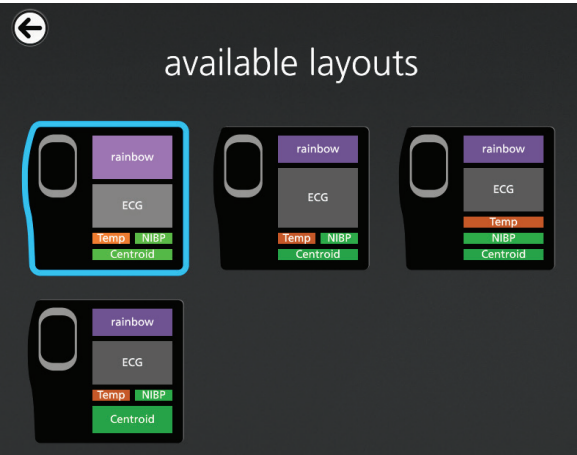 available layouts
rainbow
ECG
Temp NIBP
Centroid
rainbow
ECG
Temp NIBP
Centroid
rainbow
ECG
Temp
NIBP
Centroid
rainbow
ECG
Temp NIBP
Centroid